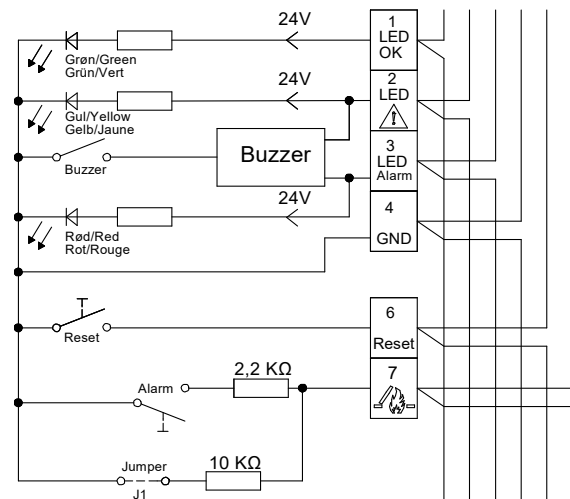 24V
Grøn/Green
Grün/Vert
1
LED
OK
24V
Gul/Yellow
Gelb/Jaune
2
LED
Buzzer
Buzzer
3
LED
Alarm
24V
Rød/Red
Rot/Rouge
4
GND
Reset
6
Reset
Alarm
2,2 KΩ
7
Jumper
J1
10 KΩ